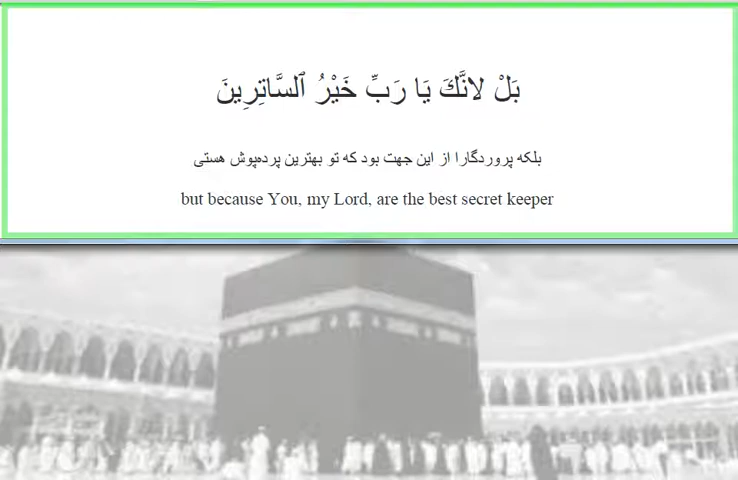 بَلْ لانَّكَ يَا رَبِّ خَيْرُ ٱلسَّاتِرِينَ
بلکه پروردگارا از این جهت بود که تو بهترین پرده‌پوش هستی
but because You, my Lord, are the best secret keeper